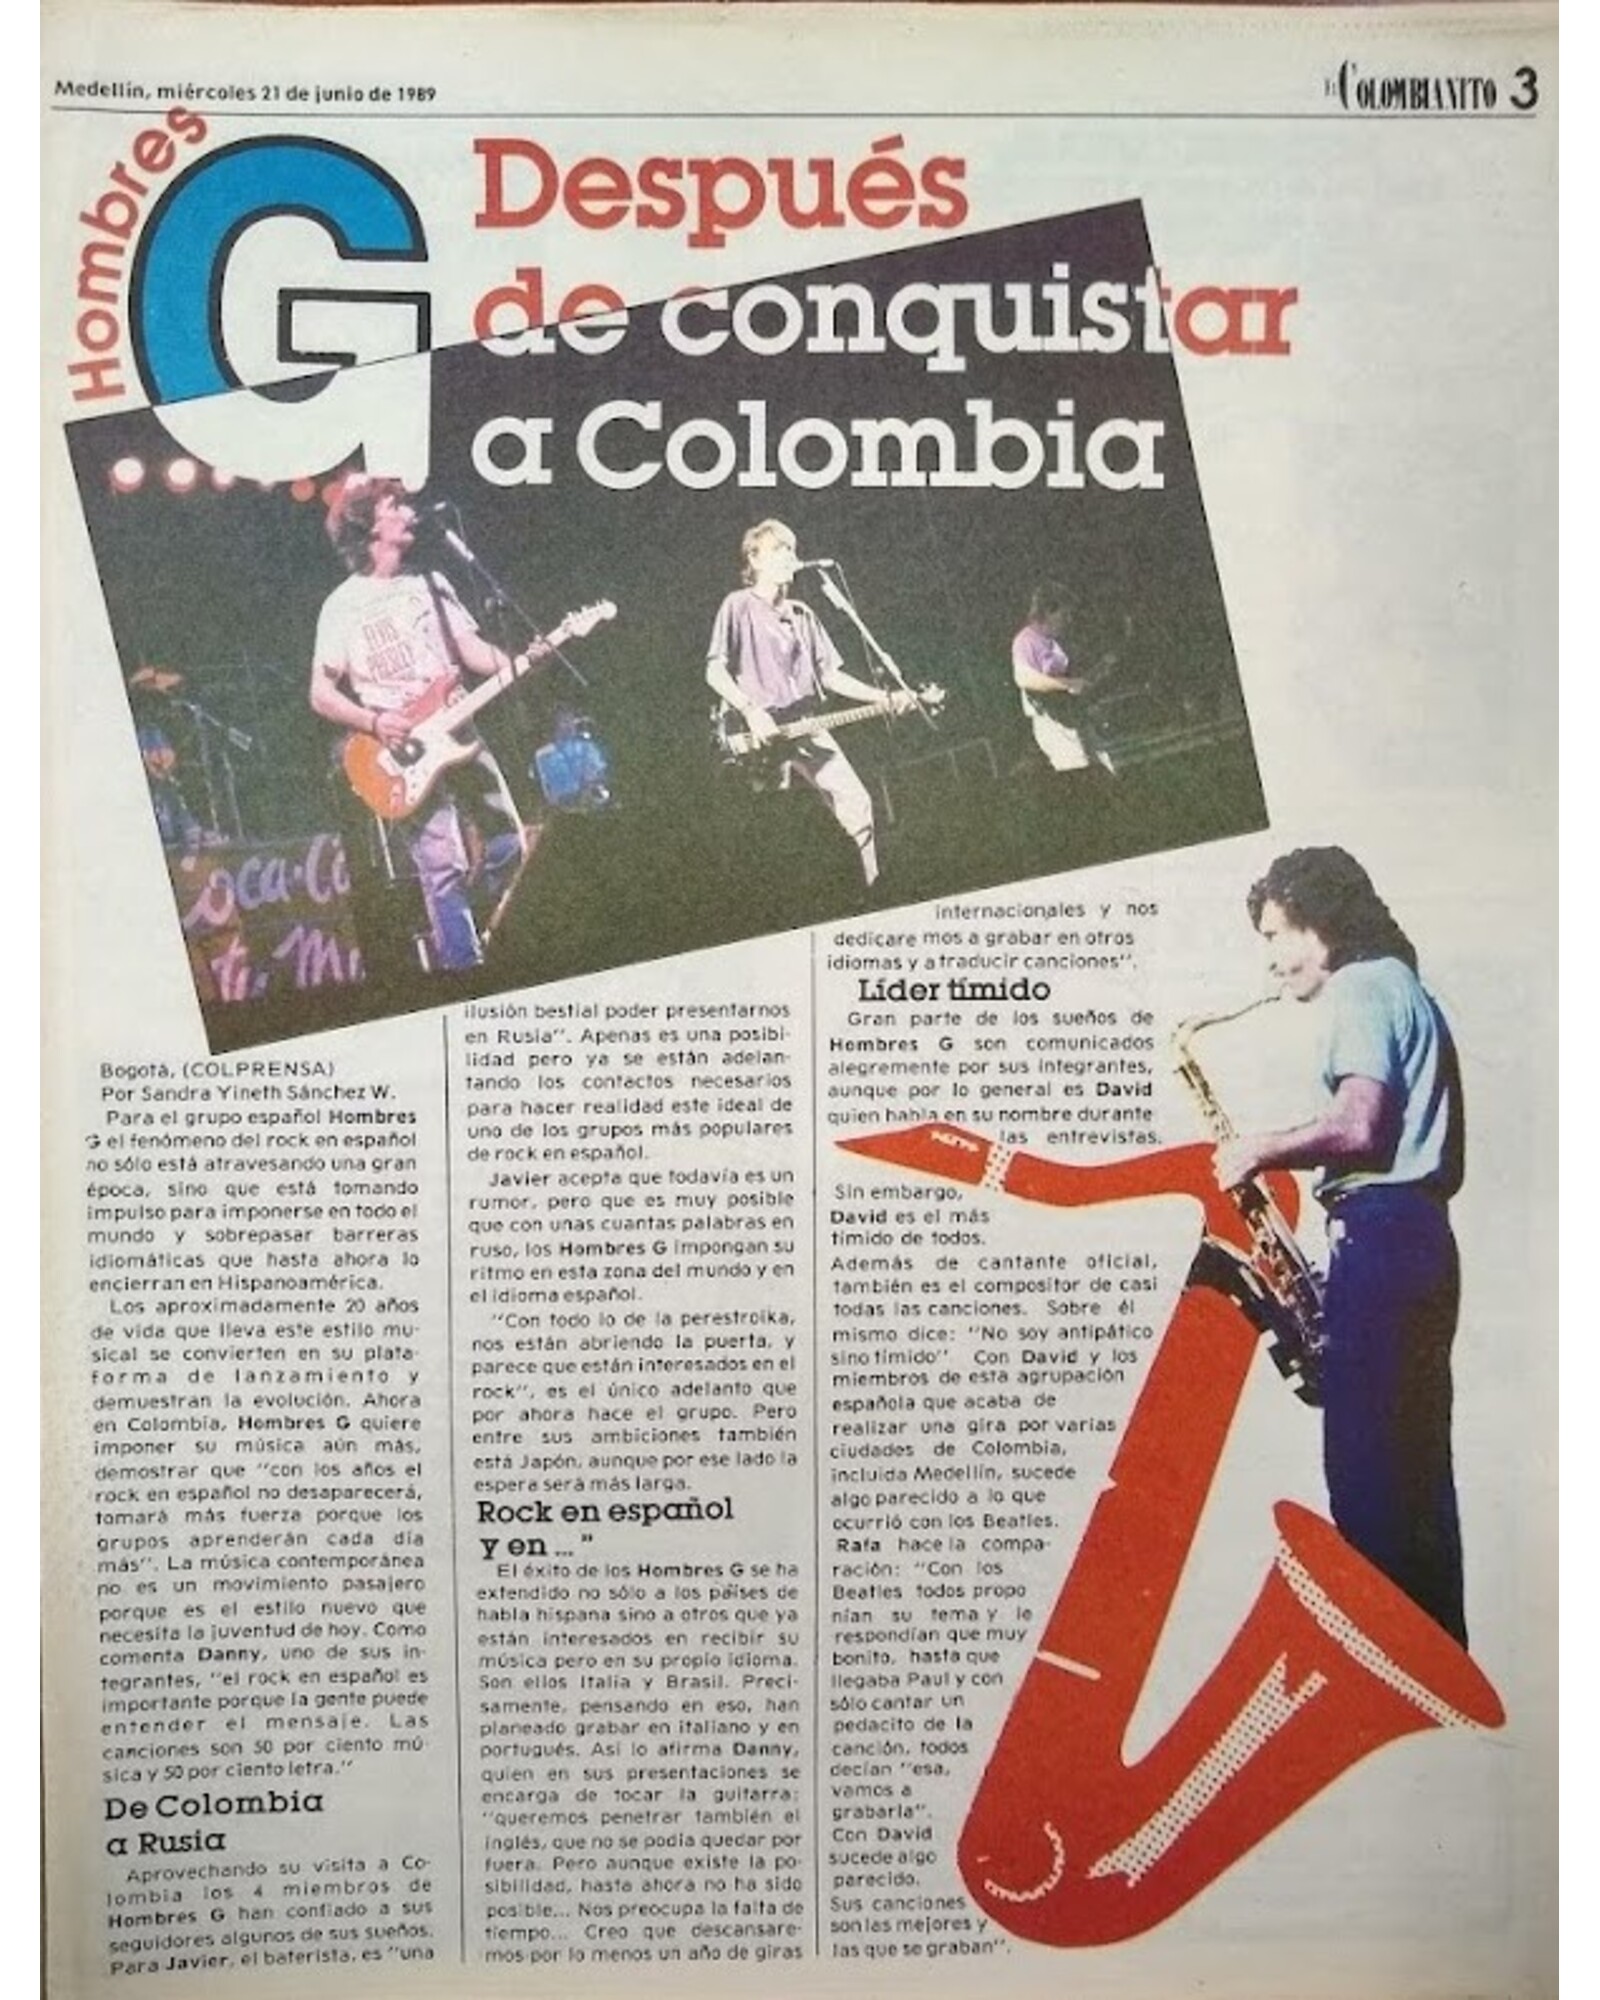 Medellín, miércoles 21 de junio de 1989
EL COLOMBIANITO 3
Hombres
G
Después
de conquistar
a Colombia
ELVIS
PRESLEY
Bogotá, (COLPRENSA)
Por Sandra Yineth Sánchez W.
Para el grupo español Hombres
G el fenómeno del rock en español
no sólo está atravesando una gran
época, sino que está tomando
impulso para imponerse en todo el
mundo y sobrepasar barreras
idiomáticas que hasta ahora lo
encierran en Hispanoamérica.
Los aproximadamente 20 años
de vida que lleva este estilo mu-
sical se convierten en su plata-
forma de lanzamiento y
demuestran la evolución. Ahora
en Colombia, Hombres G quiere
imponer su música aún más,
demostrar que "con los años el
rock en español no desaparecerá,
tomará más fuerza porque los
grupos aprenderán cada día
más". La música contemporánea
no es un movimiento pasajero
porque es el estilo nuevo que
necesita la juventud de hoy. Como
comenta Danny, uno de sus in-
tegrantes, "el rock en español es
importante porque la gente puede
entender el mensaje. Las
canciones son 50 por ciento mú-
sica y 50 por ciento letra."
De Colombia
a Rusia
Aprovechando su visita a Co-
lombia los 4 miembros de
Hombres G han confiado a sus
seguidores algunos de sus sueños.
Para Javier, el baterista, es "una
ilusión bestial poder presentarnos
en Rusia". Apenas es una posibi-
lidad pero ya se están adelan-
tando los contactos necesarios
para hacer realidad este ideal de
uno de los grupos más populares
de rock en español.
Javier acepta que todavía es un
rumor, pero que es muy posible
que con unas cuantas palabras en
ruso, los Hombres G impongan su
ritmo en esta zona del mundo y en
el idioma español.
"Con todo lo de la perestroika,
nos están abriendo la puerta, y
parece que están interesados en el
rock", es el único adelanto que
por ahora hace el grupo. Pero
entre sus ambiciones también
está Japón, aunque por ese lado la
espera será más larga.
Rock en español
y en ... "
El éxito de los Hombres G se ha
extendido no sólo a los países de
habla hispana sino a otros que ya
están interesados en recibir su
música pero en su propio idioma.
Son ellos Italia y Brasil. Preci-
samente, pensando en eso, han
planeado grabar en italiano y en
portugués. Así lo afirma Danny,
quien en sus presentaciones se
encarga de tocar la guitarra:
"queremos penetrar también el
inglés, que no se podía quedar por
fuera. Pero aunque existe la po-
sibilidad, hasta ahora no ha sido
posible... Nos preocupa la falta de
tiempo... Creo que descansare-
mos por lo menos un año de giras
internacionales y nos
dedicare mos a grabar en otros
idiomas y a traducir canciones".
Líder tímido
Gran parte de los sueños de
Hombres G son comunicados
alegremente por sus integrantes,
aunque por lo general es David
quien habla en su nombre durante
las entrevistas.
Sin embargo,
David es el más
tímido de todos.
Además de cantante oficial,
también es el compositor de casi
todas las canciones. Sobre él
mismo dice: "No soy antipático
sino tímido" Con David y los
miembros de esta agrupación
española que acaba de
realizar una gira por varias
ciudades de Colombia,
incluida Medellín, sucede
algo parecido a lo que
ocurrió con los Beatles.
Rafa hace la compa-
ración: "Con los
Beatles todos propo
nían su tema y le
respondían que muy
bonito, hasta que
llegaba Paul y con
sólo cantar un
pedacito de la
canción, todos
decían "esa,
vamos a
grabarla".
Con David
sucede algo
parecido.
Sus canciones
son las mejores y
las que se graban".